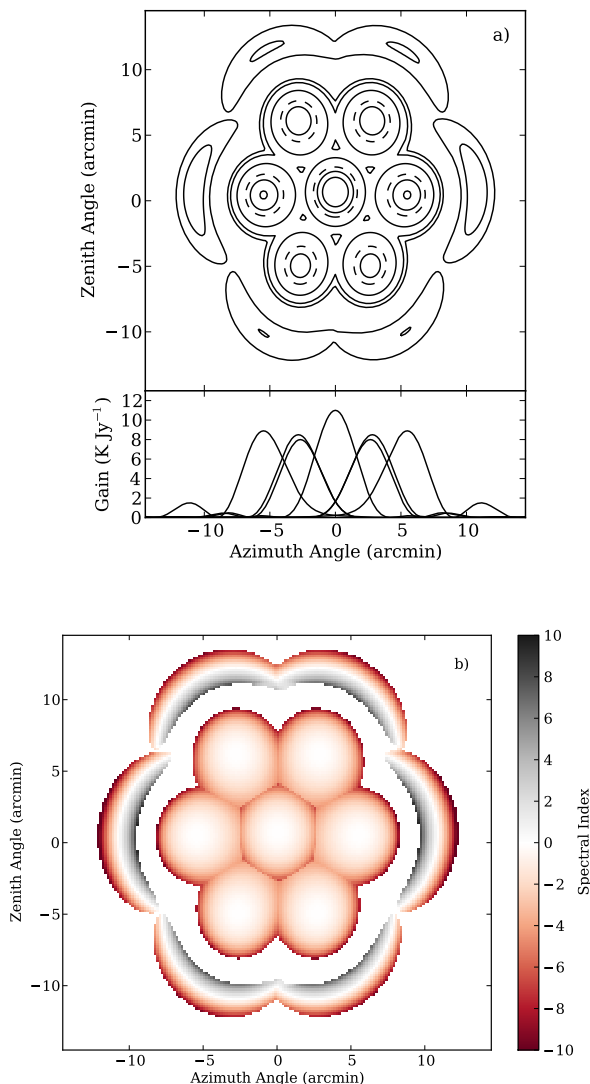 a)
10
5
0
−5
−10
Zenith Angle (arcmin)
12
10
8
6
4
2
0
Gain (K Jy⁻¹)
−10 −5 0 5 10
Azimuth Angle (arcmin)
b)
10
5
0
−5
−10
Zenith Angle (arcmin)
−10 −5 0 5 10
Azimuth Angle (arcmin)
10
8
6
4
2
0
−2
−4
−6
−8
−10
Spectral Index